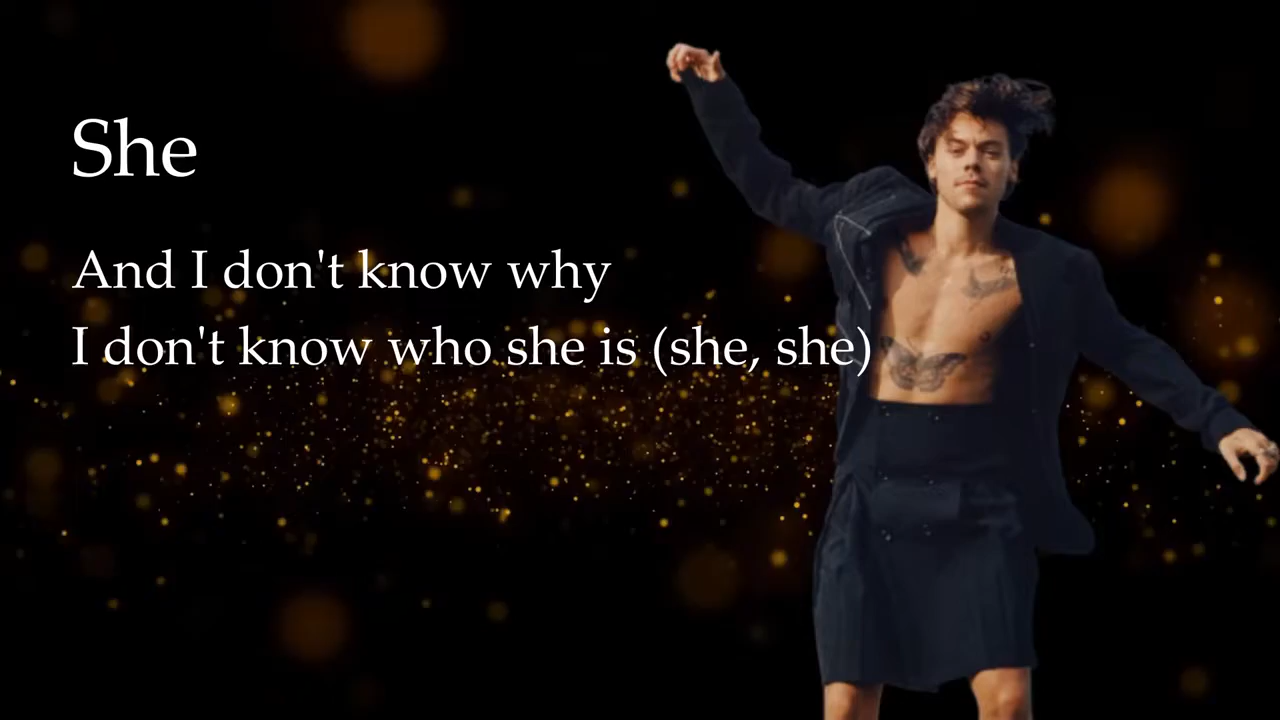 She
And I don't know why
I don't know who she is (she, she)